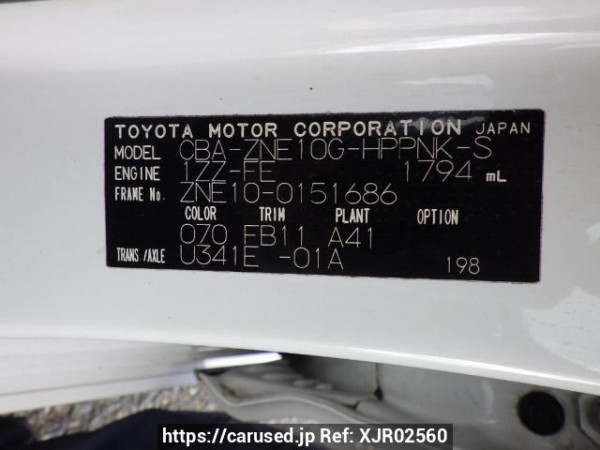 TOYOTA MOTOR CORPORATION JAPAN
MODEL CBA-ZNE10G-HPPNK-S
ENGINE 1ZZ-FE 1794 mL
FRAME No. ZNE10-0151686
COLOR TRIM PLANT OPTION
070 FB11 A41
TRANS./AXLE U341E -01A 198
https://carused.jp Ref: XJR02560